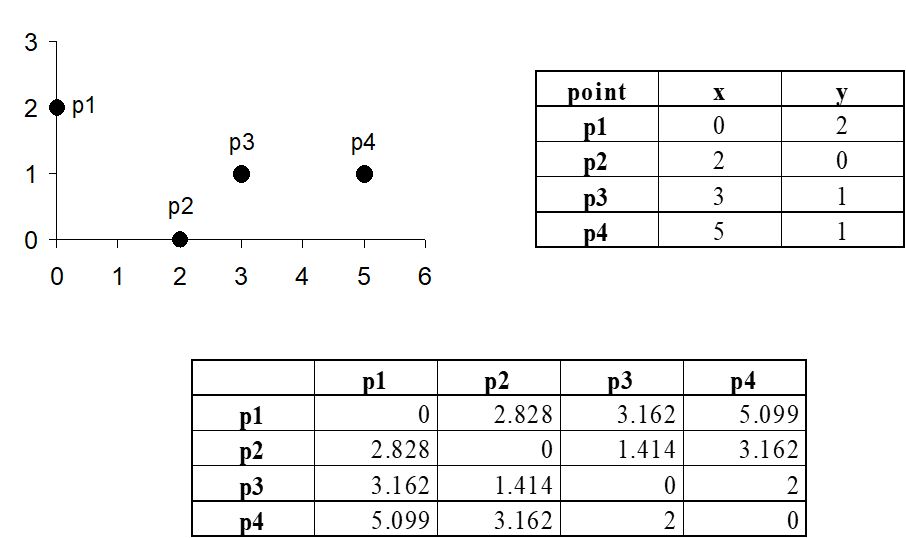 3
2 p1
p3 p4
1
p2
0
0 1 2 3 4 5 6
point x y
p1 0 2
p2 2 0
p3 3 1
p4 5 1
p1 p2 p3 p4
p1 0 2.828 3.162 5.099
p2 2.828 0 1.414 3.162
p3 3.162 1.414 0 2
p4 5.099 3.162 2 0